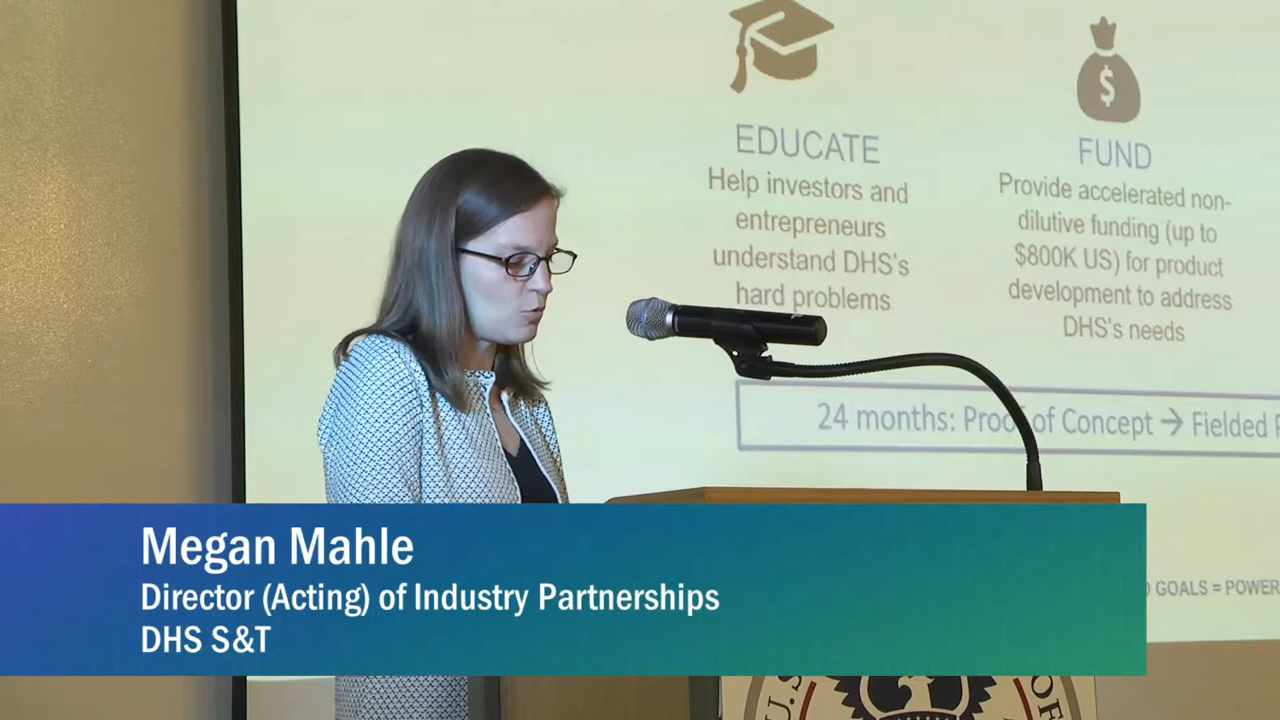 EDUCATE
Help investors and
entrepreneurs
understand DHS's
hard problems
$
FUND
Provide accelerated non-
dilutive funding (up to
$800K US) for product
development to address
DHS's needs
24 months: Proof of Concept → Fielded
GOALS = POWER
Megan Mahle
Director (Acting) of Industry Partnerships
DHS S&T
U.S.
OF